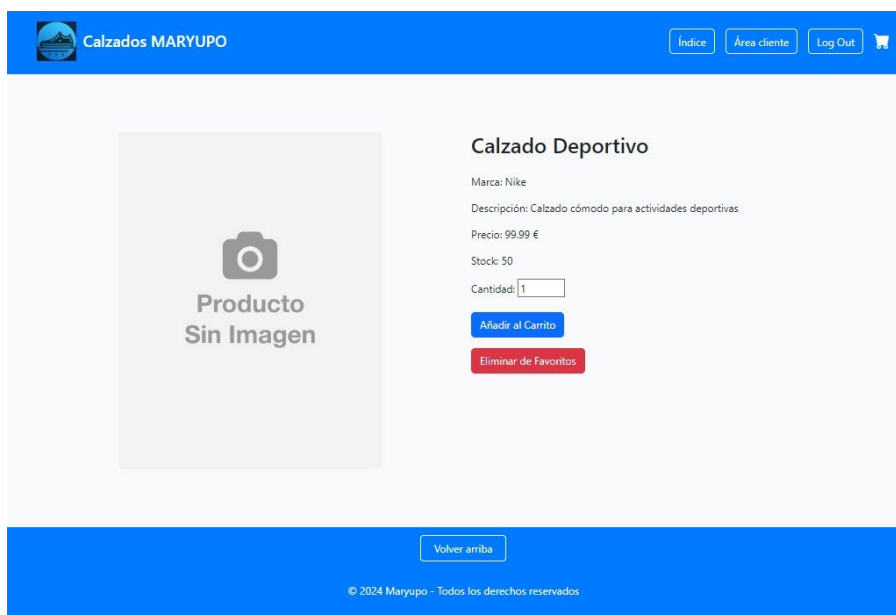 Calzados MARYUPO
Índice
Área cliente
Log Out
Producto
Sin Imagen
Calzado Deportivo
Marca: Nike
Descripción: Calzado cómodo para actividades deportivas
Precio: 99.99 €
Stock: 50
Cantidad: 1
Añadir al Carrito
Eliminar de Favoritos
Volver arriba
© 2024 Maryupo - Todos los derechos reservados